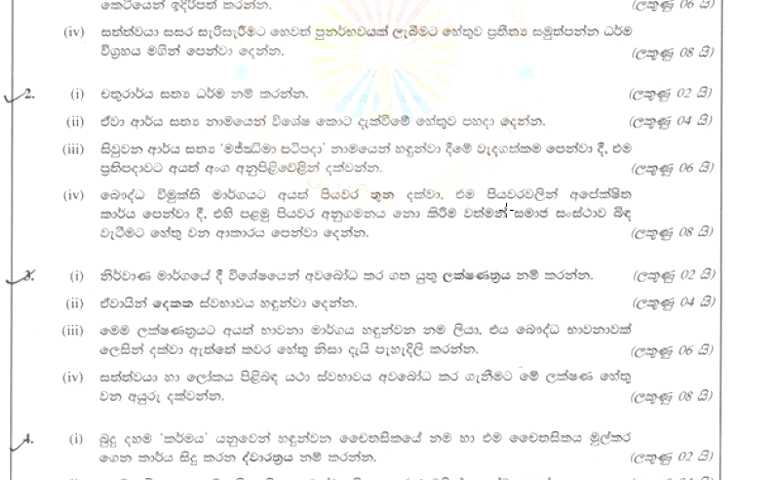 කෙටියෙන් ඉදිරිපත් කරන්න. (ලකුණු 06 යි)
(iv) සත්ත්වයා සසර සැරිසැරීමට හෙවත් පුනර්භවයක් ලැබීමට හේතුව ප්‍රතීත්‍ය සමුත්පන්න ධර්ම
විග්‍රහය මගින් පෙන්වා දෙන්න. (ලකුණු 08 යි)
2. (i) චතුරාර්ය සත්‍ය ධර්ම නම් කරන්න. (ලකුණු 02 යි)
(ii) ඒවා ආර්ය සත්‍ය නාමයෙන් විශේෂ කොට දැක්වීමේ හේතුව පහදා දෙන්න. (ලකුණු 04 යි)
(iii) සිවුවන ආර්ය සත්‍ය 'මජ්ඣිමා පටිපදා' නාමයෙන් හඳුන්වා දීමේ වැදගත්කම පෙන්වා දී, එම
ප්‍රතිපදාවට අයත් අංග අනුපිළිවෙළින් දක්වන්න. (ලකුණු 06 යි)
(iv) බෞද්ධ විමුක්ති මාර්ගයට අයත් පියවර තුන දක්වා, එම පියවරවලින් අපේක්ෂිත
කාර්ය පෙන්වා දී, එහි පළමු පියවර අනුගමනය නො කිරීම වත්මන් සමාජ සංස්ථාව බිඳ
වැටීමට හේතු වන ආකාරය පෙන්වා දෙන්න. (ලකුණු 08 යි)
3. (i) නිර්වාණ මාර්ගයේ දී විශේෂයෙන් අවබෝධ කර ගත යුතු ලක්ෂණත්‍රය නම් කරන්න. (ලකුණු 02 යි)
(ii) ඒවායින් දෙකක ස්වභාවය හඳුන්වා දෙන්න. (ලකුණු 04 යි)
(iii) මෙම ලක්ෂණත්‍රයට අයත් භාවනා මාර්ගය හඳුන්වන නම ලියා, එය බෞද්ධ භාවනාවක්
ලෙසින් දක්වා ඇත්තේ කවර හේතු නිසා දැයි පැහැදිලි කරන්න. (ලකුණු 06 යි)
(iv) සත්ත්වයා හා ලෝකය පිළිබඳ යථා ස්වභාවය අවබෝධ කර ගැනීමට මේ ලක්ෂණ හේතු
වන අයුරු දක්වන්න. (ලකුණු 08 යි)
4. (i) බුදු දහම 'කර්මය' යනුවෙන් හඳුන්වන චෛතසිකයේ නම හා එම චෛතසිකය මුල්කර
ගෙන කාර්ය සිදු කරන ද්වාරත්‍රය නම් කරන්න. (ලකුණු 02 යි)